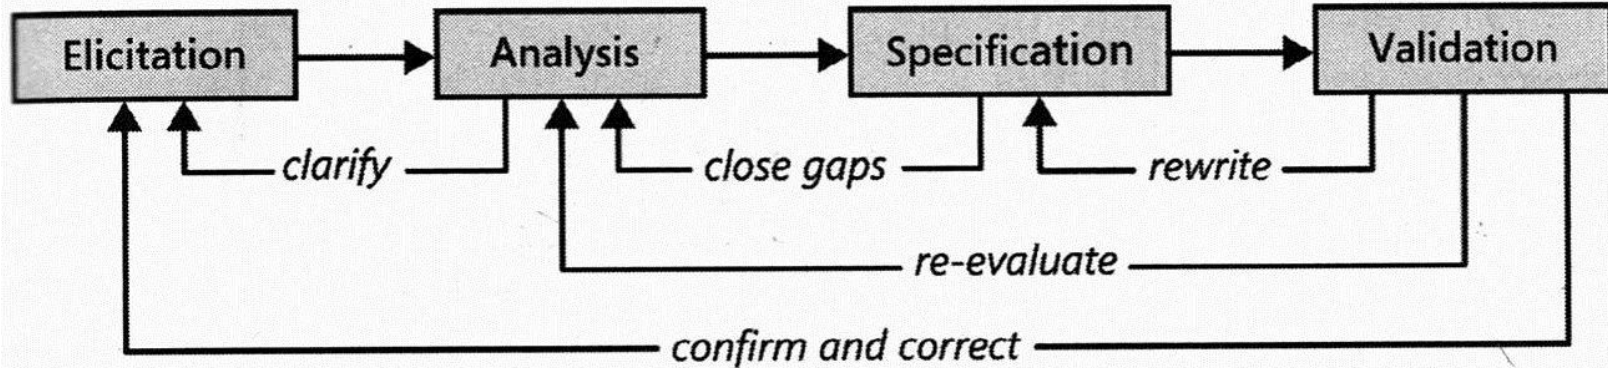 Elicitation
Analysis
Specification
Validation
clarify
close gaps
rewrite
re-evaluate
confirm and correct